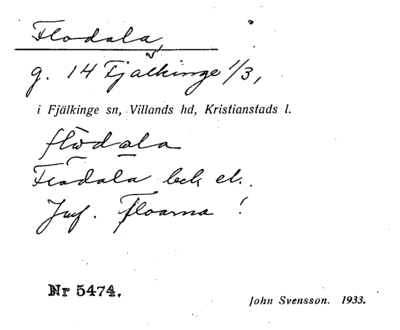 Flodala,
g. 14 Fjälkinge 1/3,
i Fjälkinge sn, Villands hd, Kristianstads l.
flodala
Flodala beck el.
Jmf. Floarna !
Nr 5474.
John Svensson. 1933.